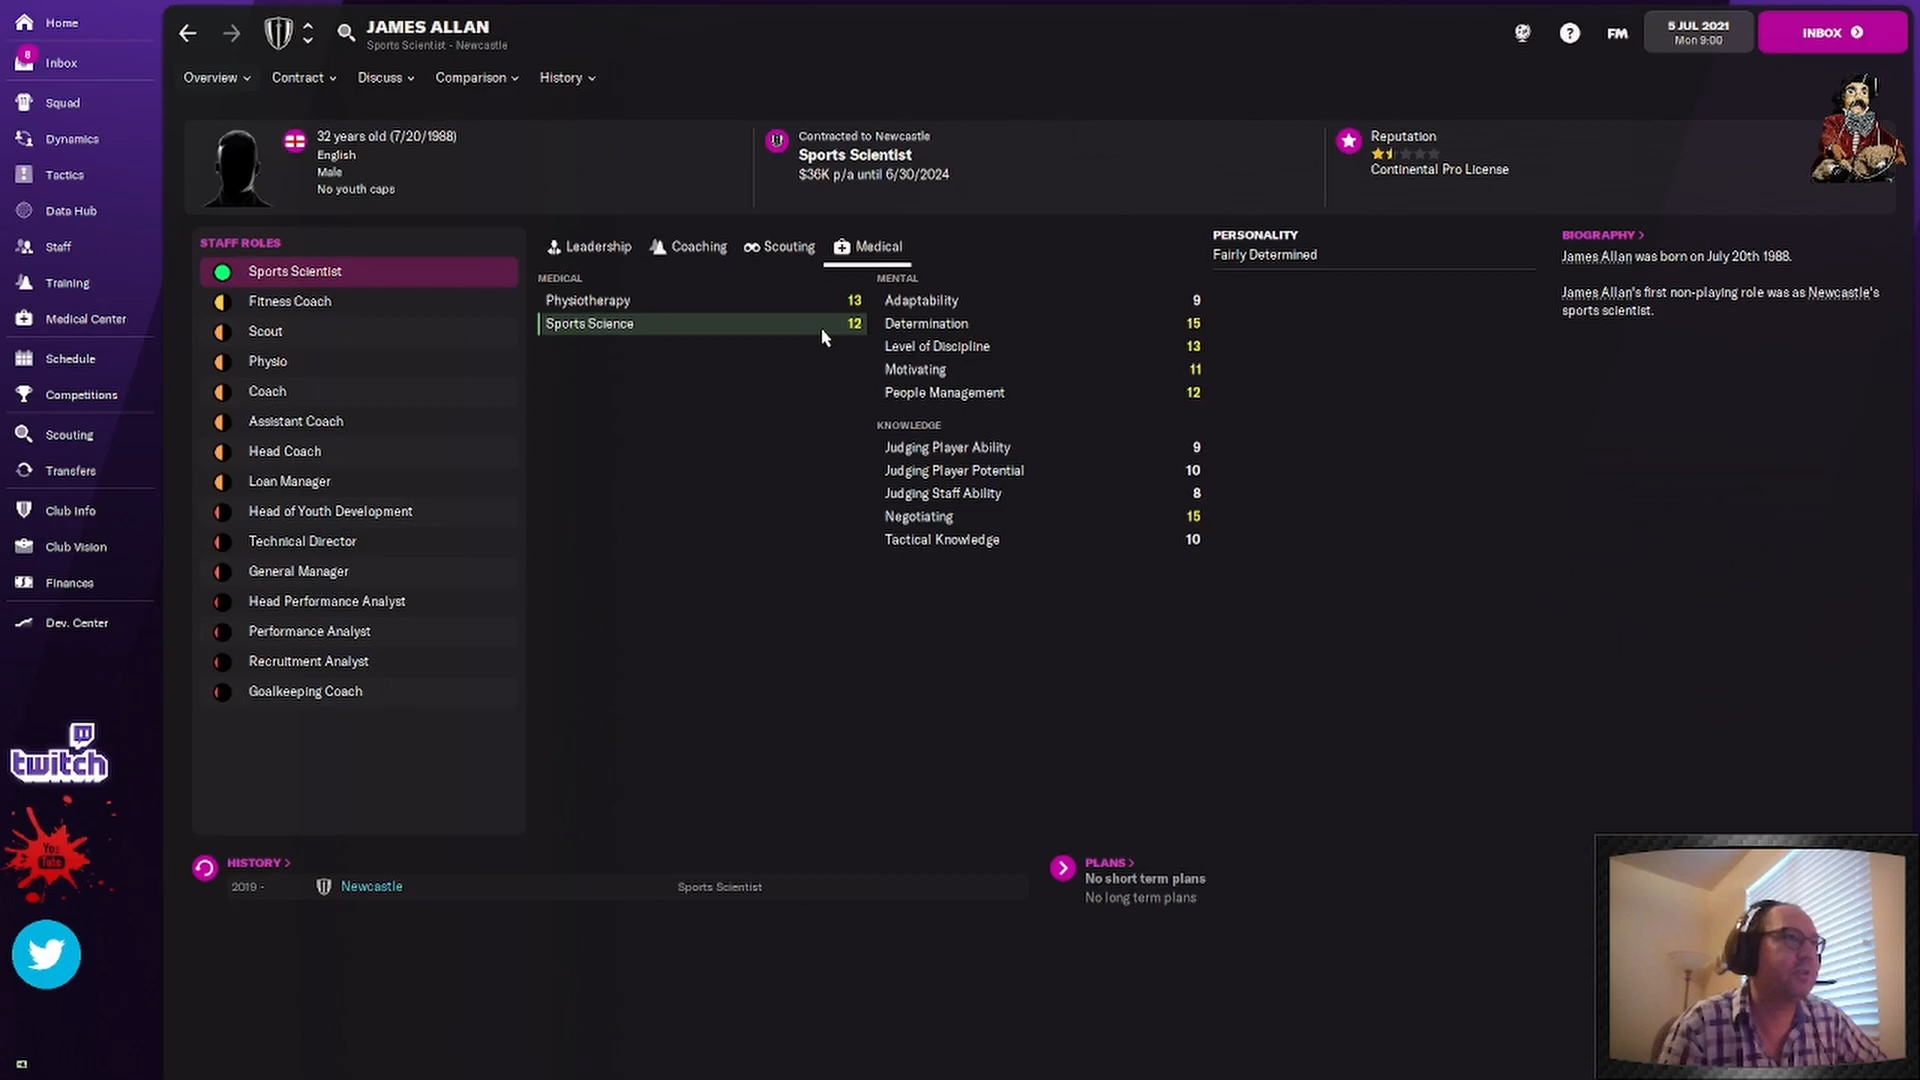 Home
8
Inbox
Squad
Dynamics
Tactics
Data Hub
Staff
Training
Medical Center
Schedule
Competitions
Scouting
Transfers
Club Info
Club Vision
Finances
Dev. Center
twitch
You
Tube
JAMES ALLAN
Sports Scientist - Newcastle
FM
5 JUL 2021
Mon 9:00
INBOX
Overview
Contract
Discuss
Comparison
History
32 years old (7/20/1988)
English
Male
No youth caps
Contracted to Newcastle
Sports Scientist
$36K p/a until 6/30/2024
Reputation
Continental Pro License
STAFF ROLES
Sports Scientist
Fitness Coach
Scout
Physio
Coach
Assistant Coach
Head Coach
Loan Manager
Head of Youth Development
Technical Director
General Manager
Head Performance Analyst
Performance Analyst
Recruitment Analyst
Goalkeeping Coach
Leadership
Coaching
Scouting
Medical
MEDICAL
Physiotherapy 13
Sports Science 12
MENTAL
Adaptability 9
Determination 15
Level of Discipline 13
Motivating 11
People Management 12
KNOWLEDGE
Judging Player Ability 9
Judging Player Potential 10
Judging Staff Ability 8
Negotiating 15
Tactical Knowledge 10
PERSONALITY
Fairly Determined
BIOGRAPHY >
James Allan was born on July 20th 1988.
James Allan's first non-playing role was as Newcastle's
sports scientist.
HISTORY >
2019 - Newcastle Sports Scientist
PLANS >
No short term plans
No long term plans